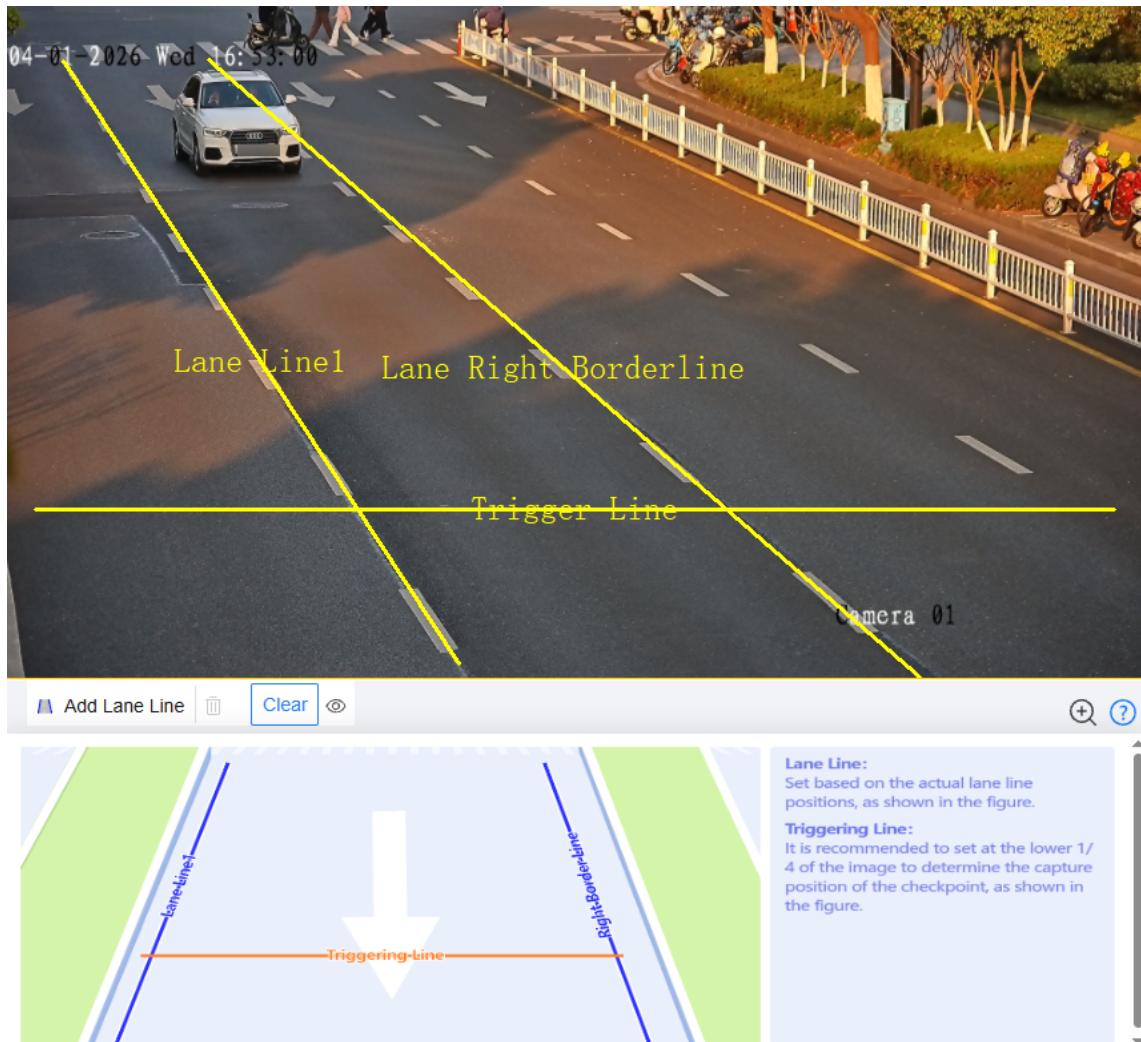 04-01-2026 Wed 16:53:00
Lane Line1
Lane Right Borderline
Trigger Line
Camera 01
Add Lane Line
Clear
?
Lane Line:
Set based on the actual lane line
positions, as shown in the figure.
Triggering Line:
It is recommended to set at the lower 1/
4 of the image to determine the capture
position of the checkpoint, as shown in
the figure.
Lane-Line1
Right-Border-Line
Triggering-Line